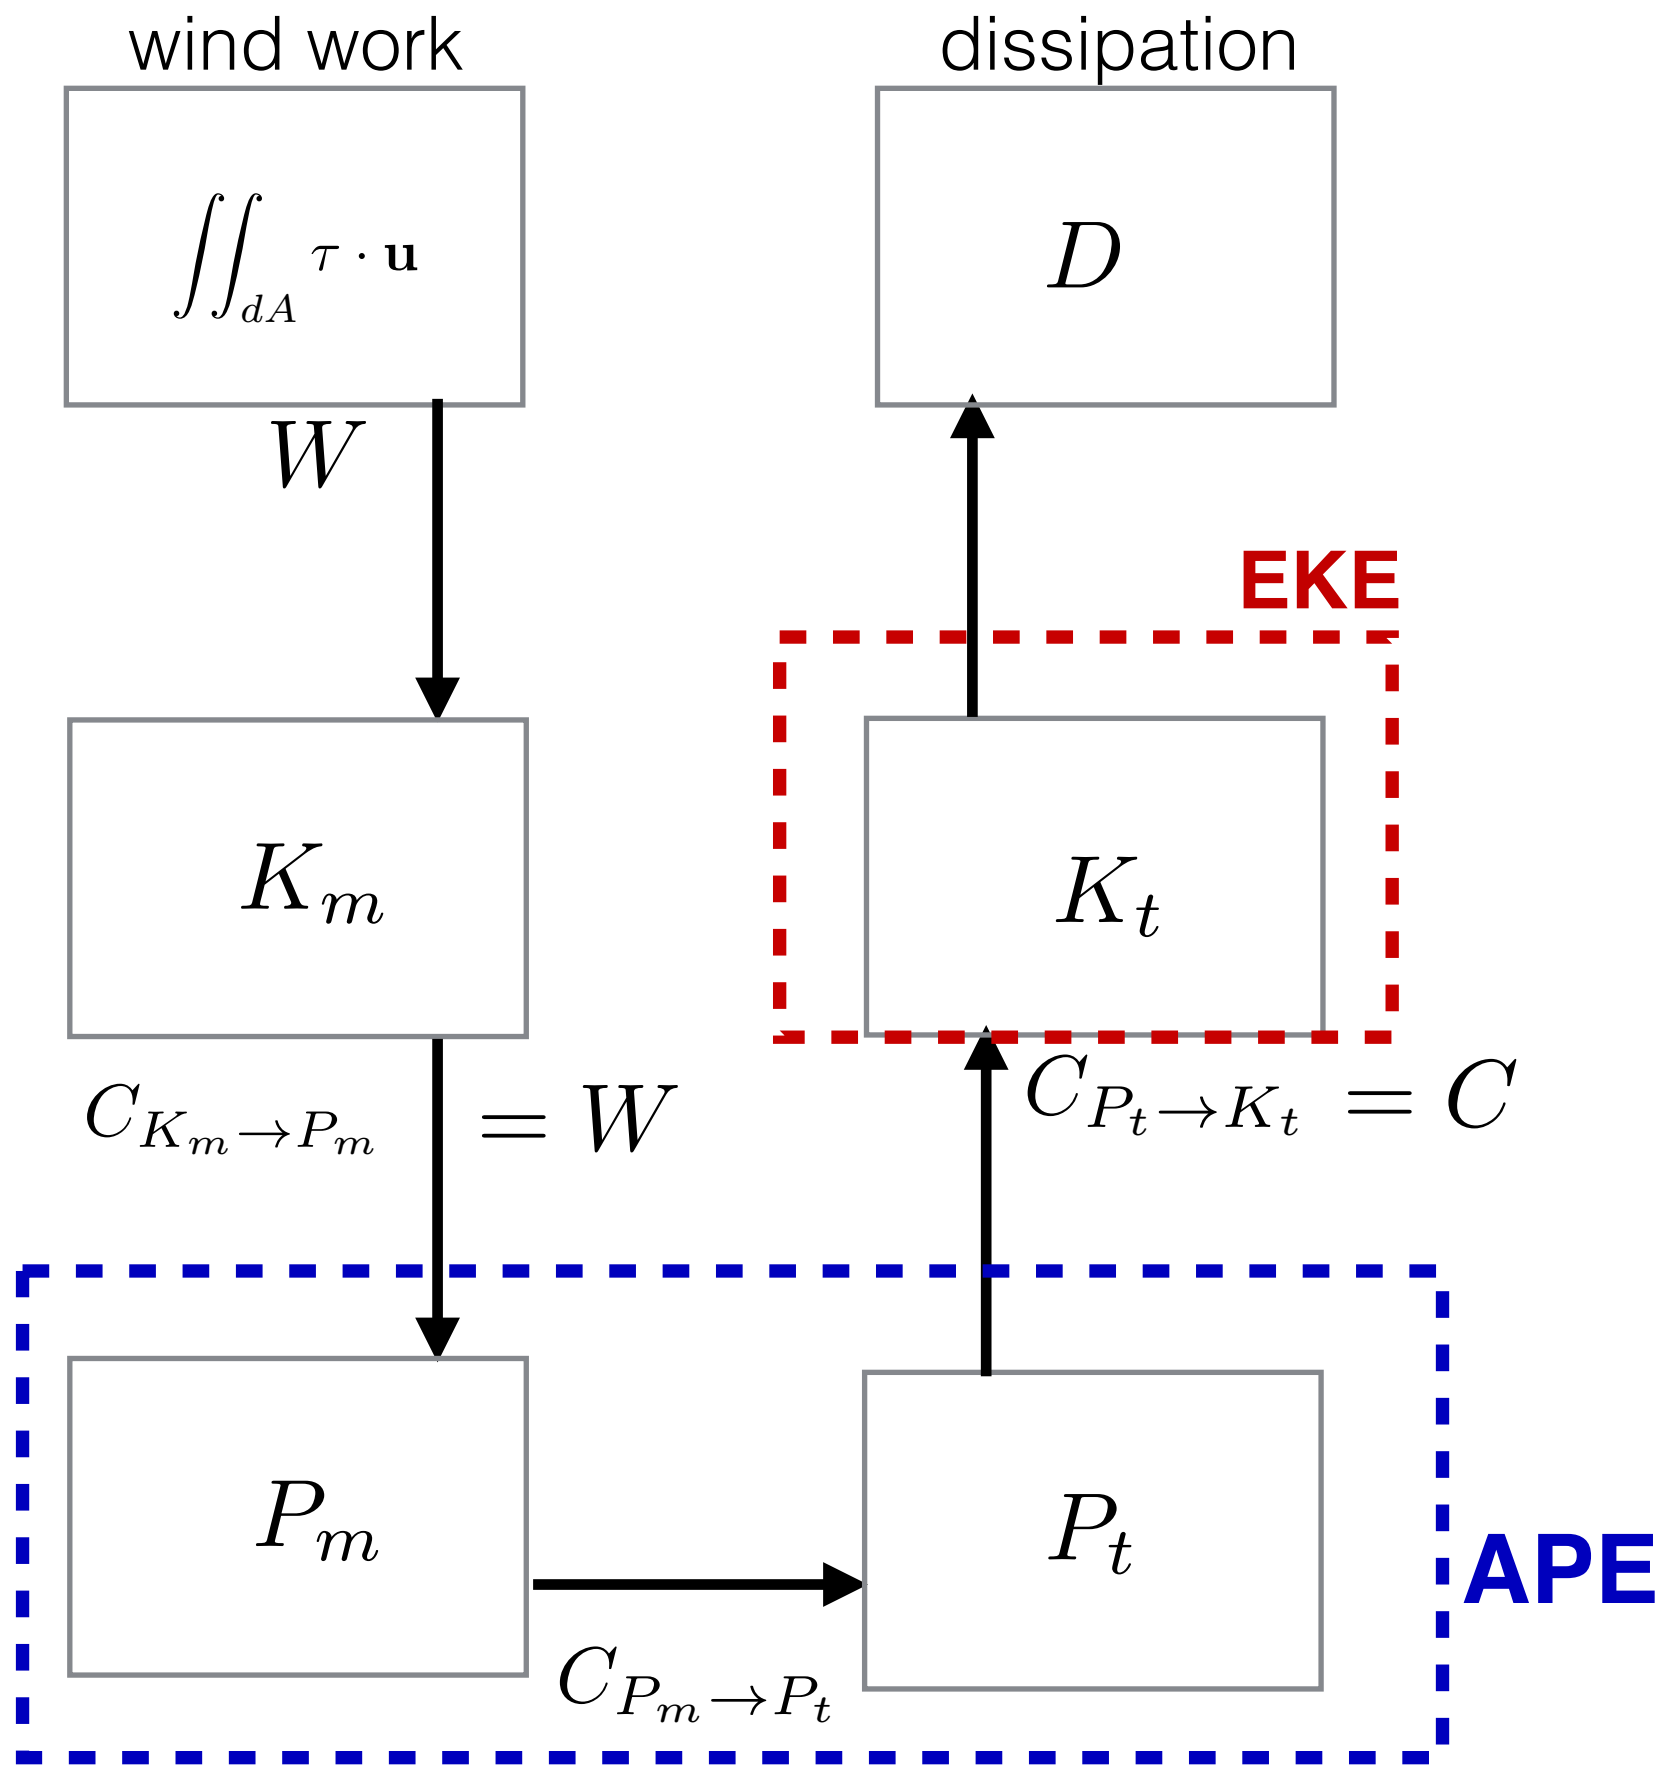 wind work
dissipation
∬_{dA} τ · **u**
D
W
EKE
K_m
K_t
C_{K_m→P_m} = W
C_{P_t→K_t} = C
P_m
P_t
APE
C_{P_m→P_t}